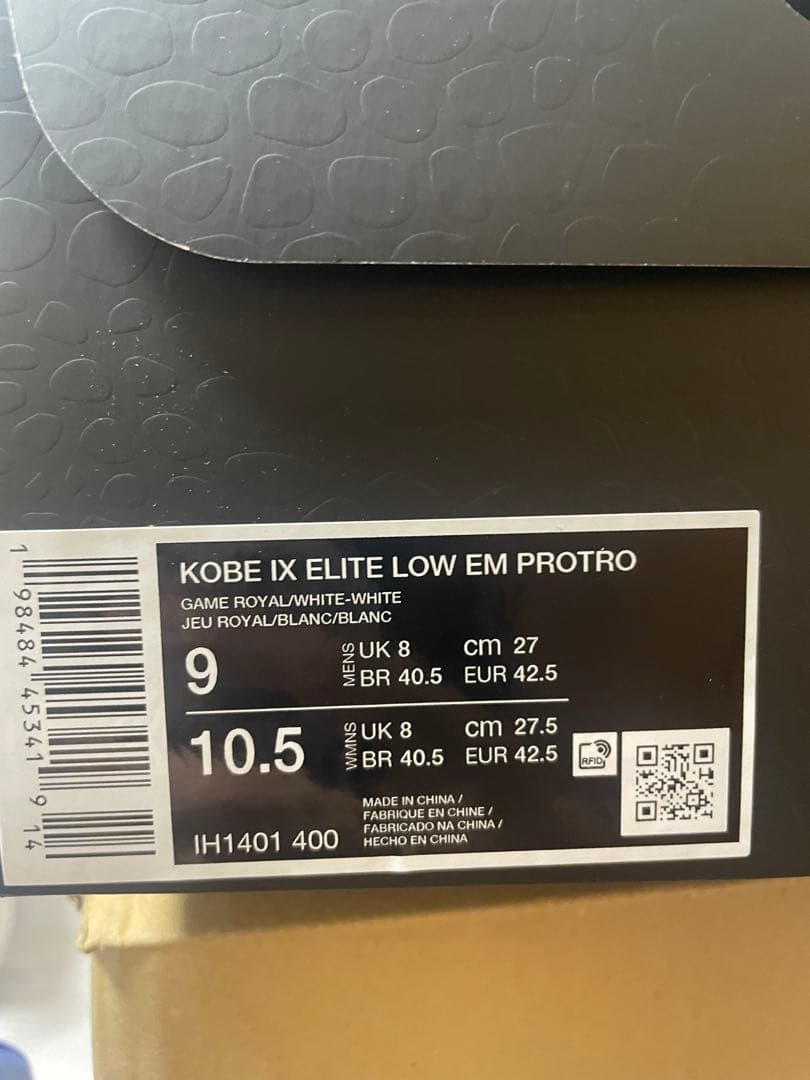 KOBE IX ELITE LOW EM PROTRO
GAME ROYAL/WHITE-WHITE
JEU ROYAL/BLANC/BLANC
9
MENS
UK 8 cm 27
BR 40.5 EUR 42.5
10.5
WMNS
UK 8 cm 27.5
BR 40.5 EUR 42.5
RFID
MADE IN CHINA /
FABRIQUE EN CHINE /
FABRICADO NA CHINA /
HECHO EN CHINA
IH1401 400
1 98484 45341 9 14